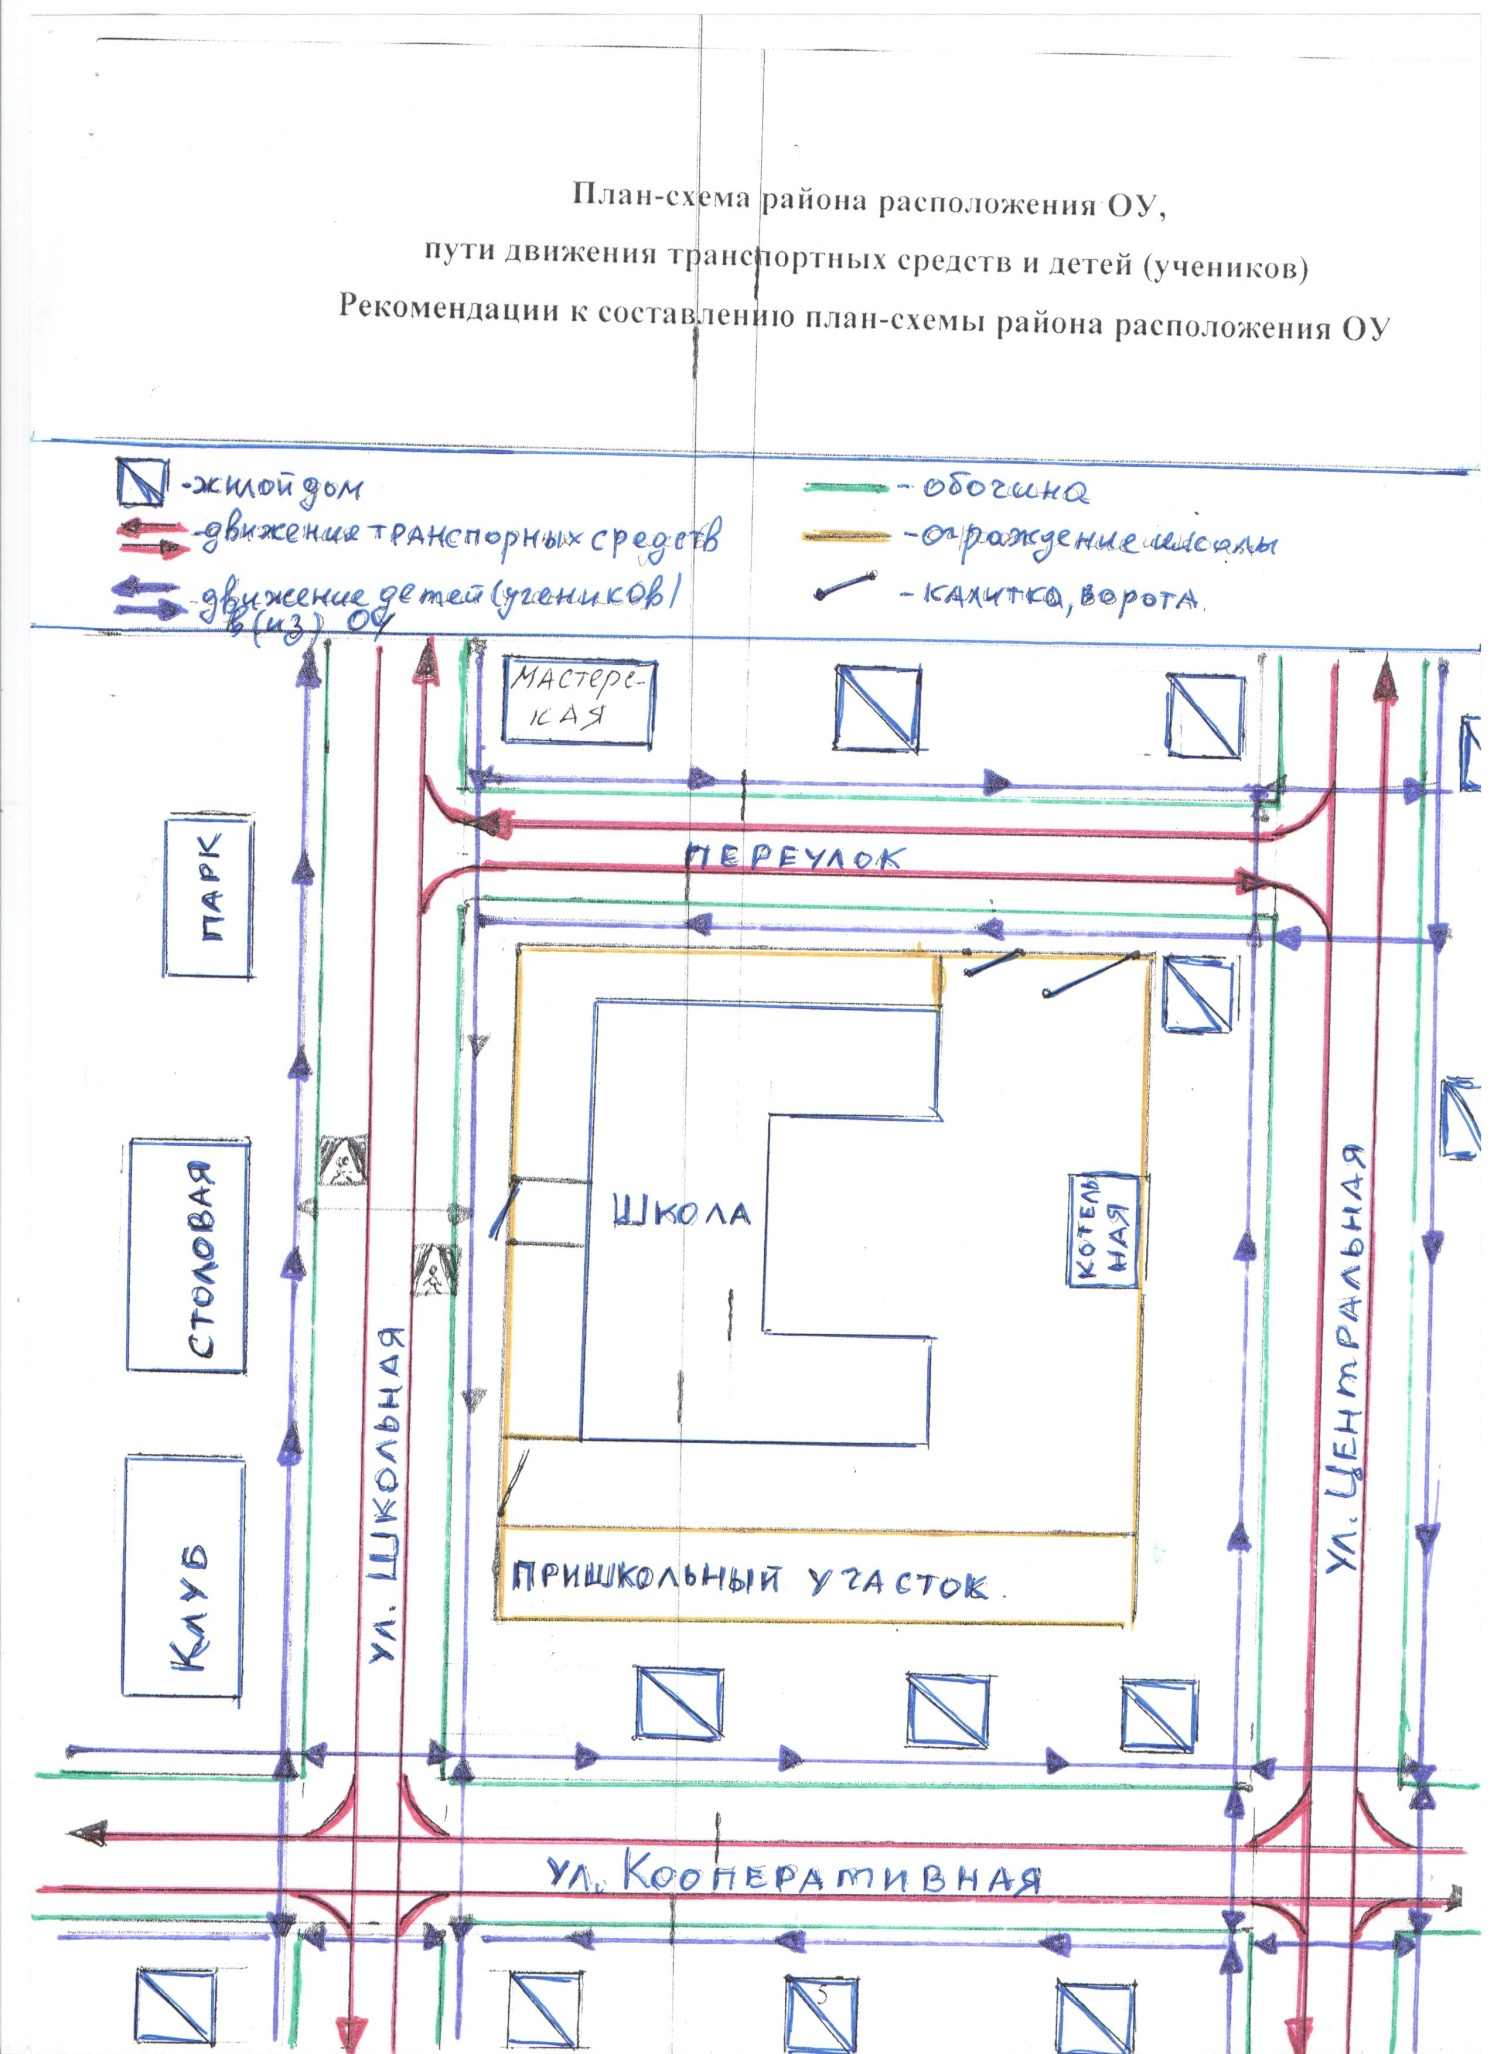 План-схема района расположения ОУ,
пути движения транспортных средств и детей (учеников)
Рекомендации к составлению план-схемы района расположения ОУ
-жилой дом
-обочина
-движение транспорных средств
-ограждение школы
-движение детей (учеников)
в (из) ОУ
-калитка, ворота.
МАСТЕРС-
КАЯ
ПЕРЕУЛОК
ПАРК
СТОЛОВАЯ
ШКОЛА
КОТЕЛЬ
НАЯ
УЛ. ШКОЛЬНАЯ
УЛ. ЦЕНТРАЛЬНАЯ
КЛУБ
ПРИШКОЛЬНЫЙ УЧАСТОК.
УЛ. КООПЕРАТИВНАЯ
5